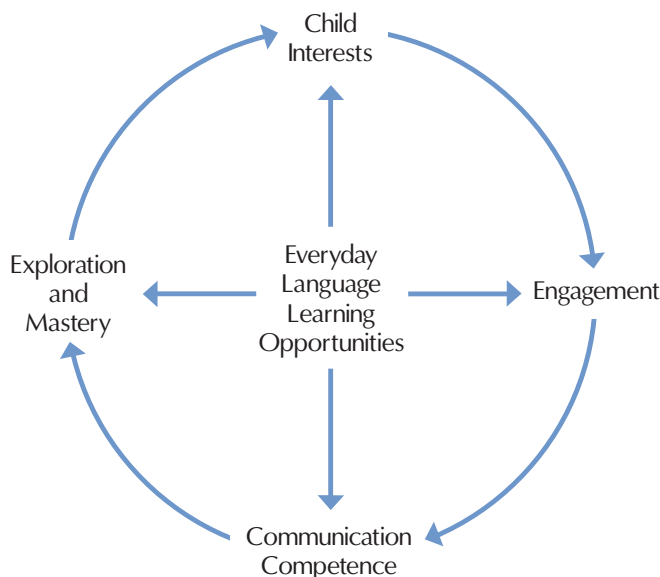 Child
Interests
Exploration
and
Mastery
Everyday
Language
Learning
Opportunities
Engagement
Communication
Competence